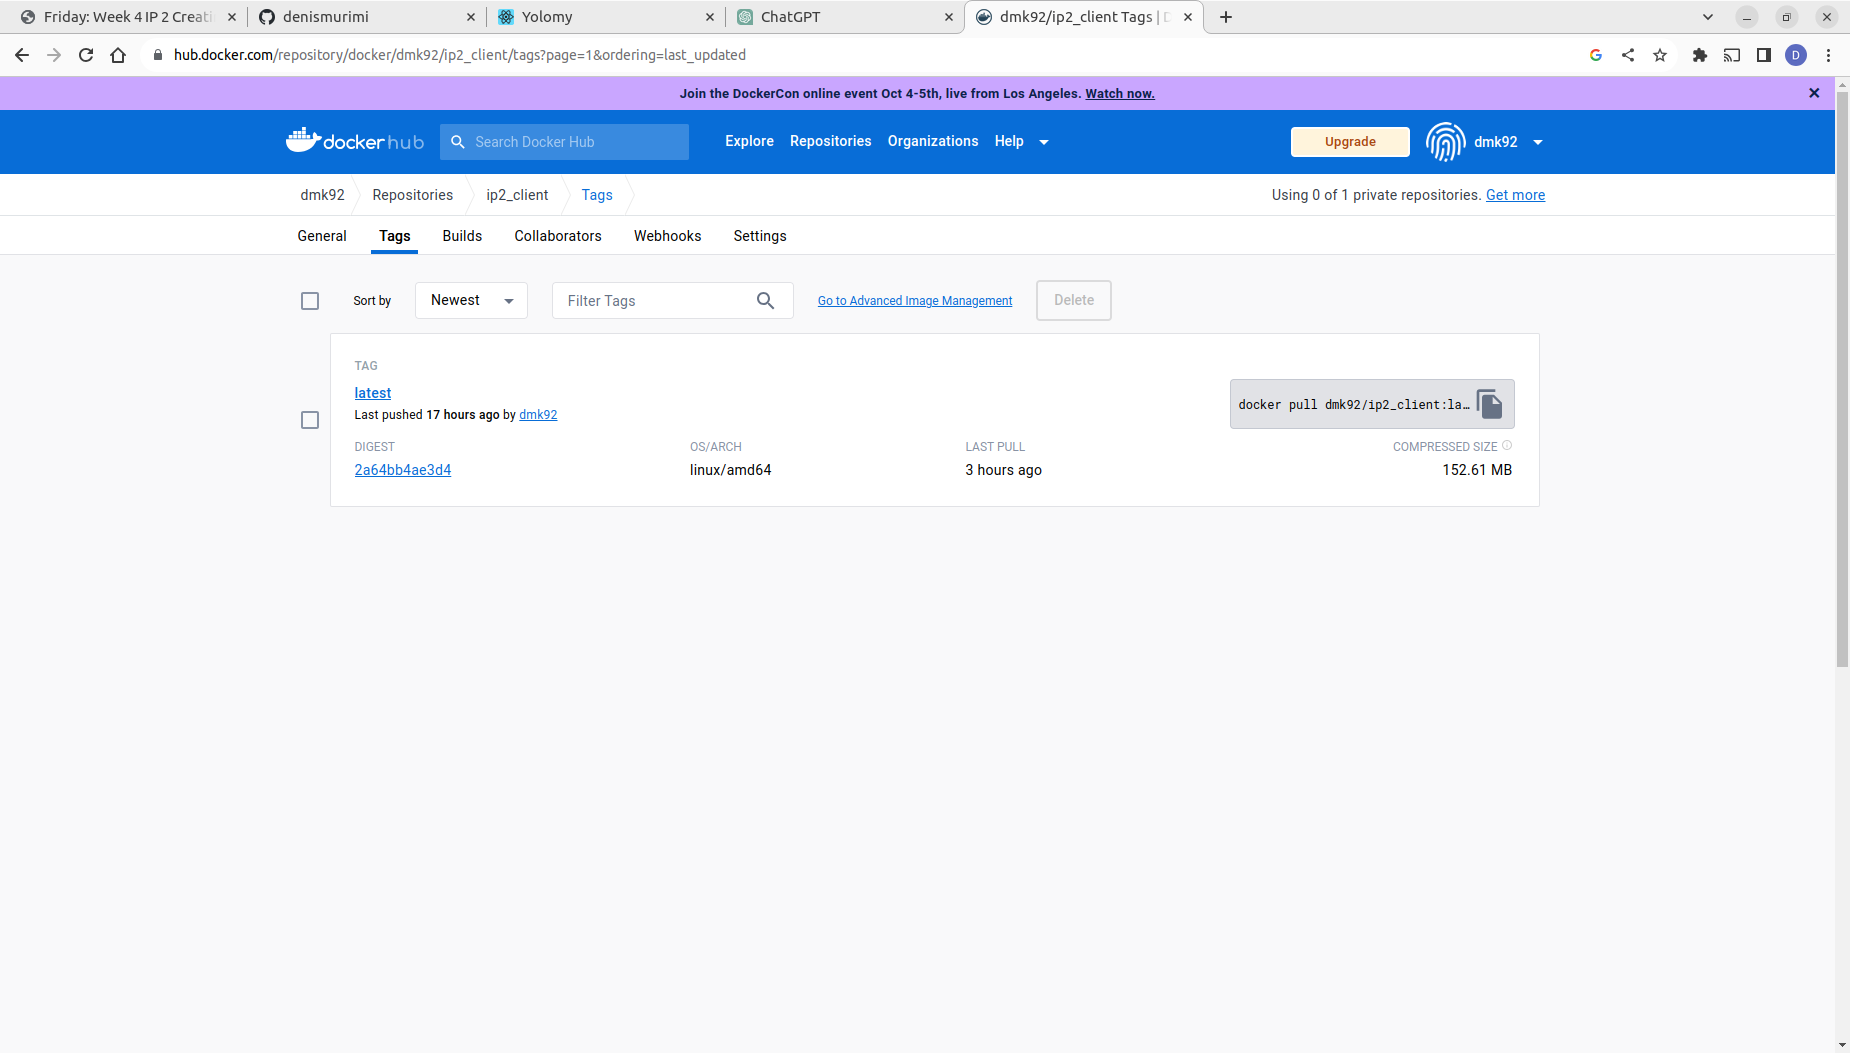 Friday: Week 4 IP 2 Creati
denismurimi
Yolomy
ChatGPT
dmk92/ip2_client Tags | D
hub.docker.com/repository/docker/dmk92/ip2_client/tags?page=1&ordering=last_updated
D
Join the DockerCon online event Oct 4-5th, live from Los Angeles. Watch now.
dockerhub
Search Docker Hub
Explore
Repositories
Organizations
Help
Upgrade
dmk92
dmk92
Repositories
ip2_client
Tags
Using 0 of 1 private repositories. Get more
General
Tags
Builds
Collaborators
Webhooks
Settings
Sort by
Newest
Filter Tags
Go to Advanced Image Management
Delete
TAG
latest
Last pushed 17 hours ago by dmk92
docker pull dmk92/ip2_client:la…
DIGEST
OS/ARCH
LAST PULL
COMPRESSED SIZE
2a64bb4ae3d4
linux/amd64
3 hours ago
152.61 MB